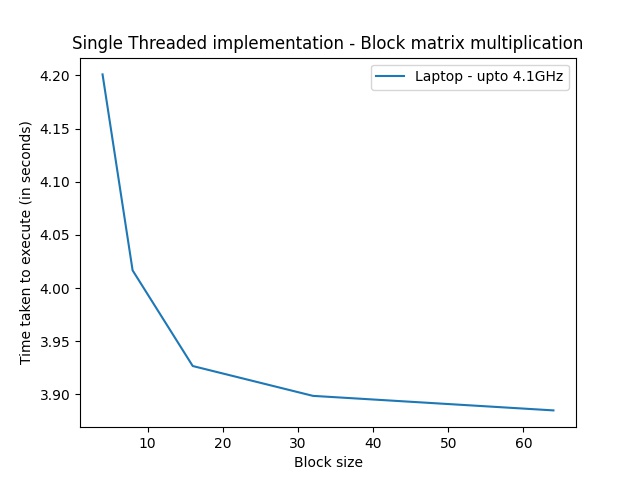 Single Threaded implementation - Block matrix multiplication
Laptop - upto 4.1GHz
Time taken to execute (in seconds)
4.20
4.15
4.10
4.05
4.00
3.95
3.90
10 20 30 40 50 60
Block size